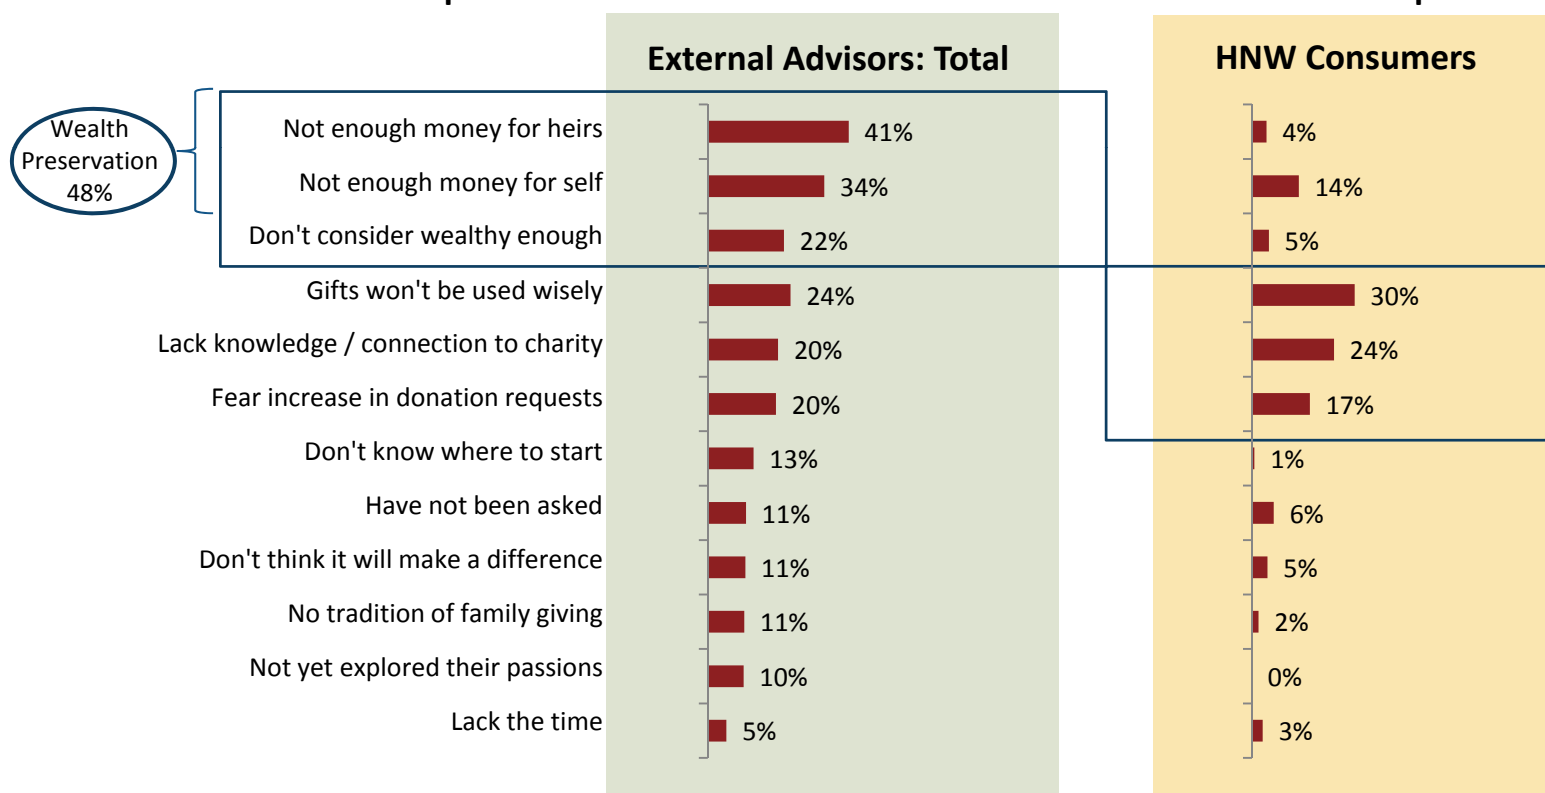 External Advisors: Total
HNW Consumers
Wealth
Preservation
48%
Not enough money for heirs 41% 4%
Not enough money for self 34% 14%
Don't consider wealthy enough 22% 5%
Gifts won't be used wisely 24% 30%
Lack knowledge / connection to charity 20% 24%
Fear increase in donation requests 20% 17%
Don't know where to start 13% 1%
Have not been asked 11% 6%
Don't think it will make a difference 11% 5%
No tradition of family giving 11% 2%
Not yet explored their passions 10% 0%
Lack the time 5% 3%